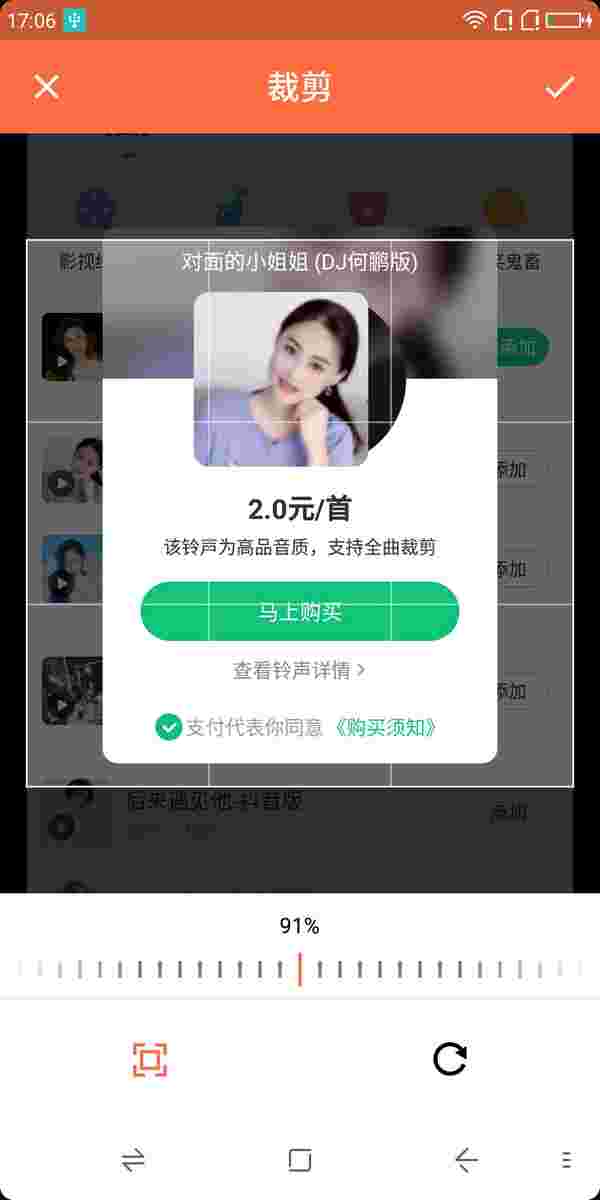 17:06
裁剪
影视
对面的小姐姐 (DJ何鹏版)
鬼畜
添加
添加
2.0元/首
该铃声为高品音质，支持全曲裁剪
添加
马上购买
查看铃声详情
添加
支付代表你同意《购买须知》
后来遇见他-抖音版
添加
91%